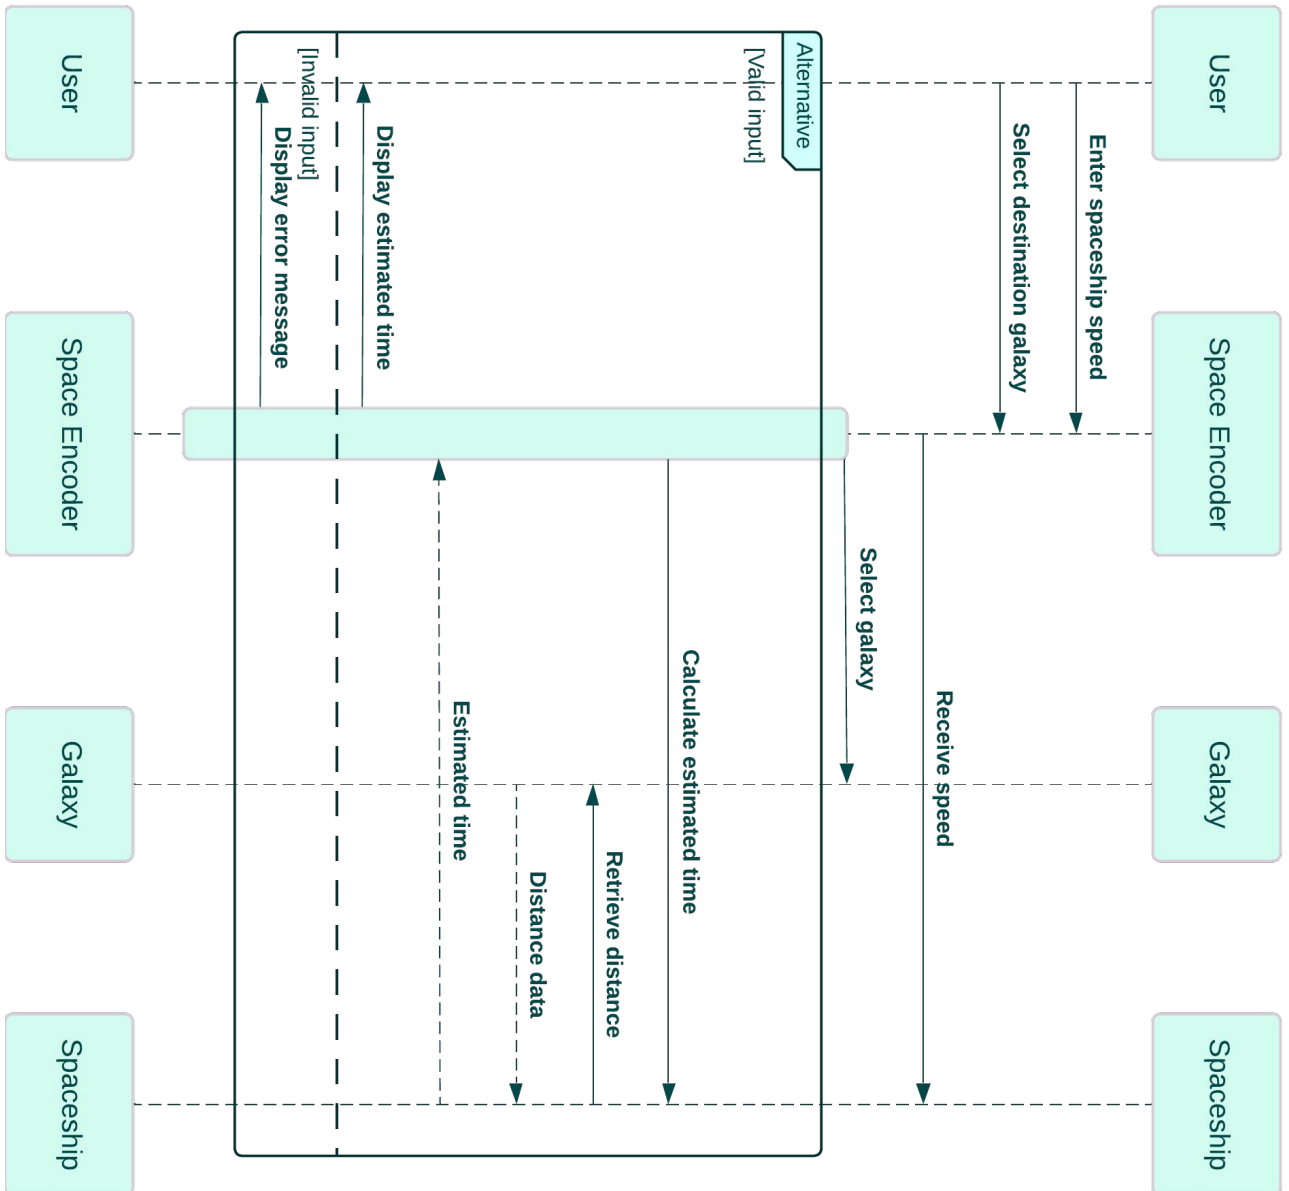 User
Space Encoder
Galaxy
Spaceship
Enter spaceship speed
Select destination galaxy
Receive speed
Select galaxy
Alternative
[Valid input]
Calculate estimated time
Retrieve distance
Distance data
Estimated time
Display estimated time
[Invalid input]
Display error message
User
Space Encoder
Galaxy
Spaceship